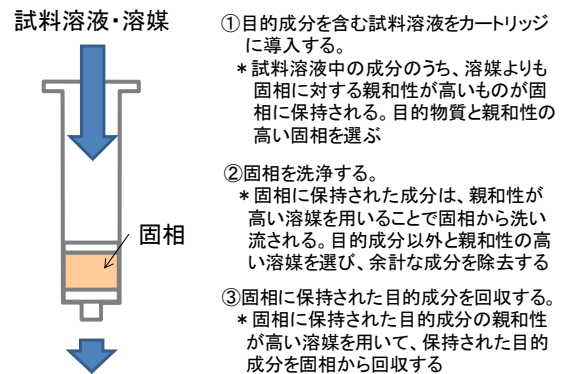 試料溶液・溶媒
固相
①目的成分を含む試料溶液をカートリッジ
に導入する。
＊試料溶液中の成分のうち、溶媒よりも
固相に対する親和性が高いものが固
相に保持される。目的物質と親和性の
高い固相を選ぶ
②固相を洗浄する。
＊固相に保持された成分は、親和性が
高い溶媒を用いることで固相から洗い
流される。目的成分以外と親和性の高
い溶媒を選び、余計な成分を除去する
③固相に保持された目的成分を回収する。
＊固相に保持された目的成分の親和性
が高い溶媒を用いて、保持された目的
成分を固相から回収する